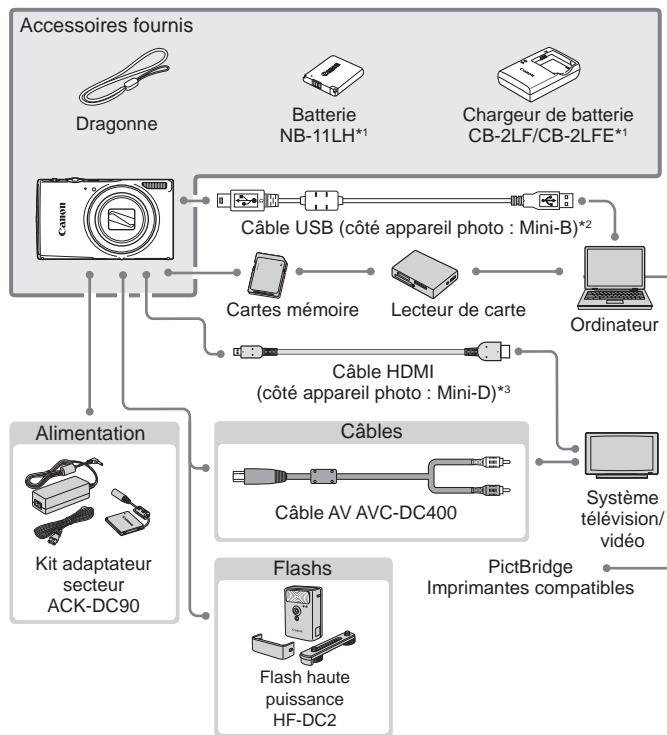 Accessoires fournis
Dragonne
Batterie
NB-11LH*1
Chargeur de batterie
CB-2LF/CB-2LFE*1
Canon
Câble USB (côté appareil photo : Mini-B)*2
Cartes mémoire
Lecteur de carte
Ordinateur
Câble HDMI
(côté appareil photo : Mini-D)*3
Alimentation
Kit adaptateur
secteur
ACK-DC90
Câbles
Câble AV AVC-DC400
Système
télévision/
vidéo
PictBridge
Imprimantes compatibles
Flashs
Flash haute
puissance
HF-DC2